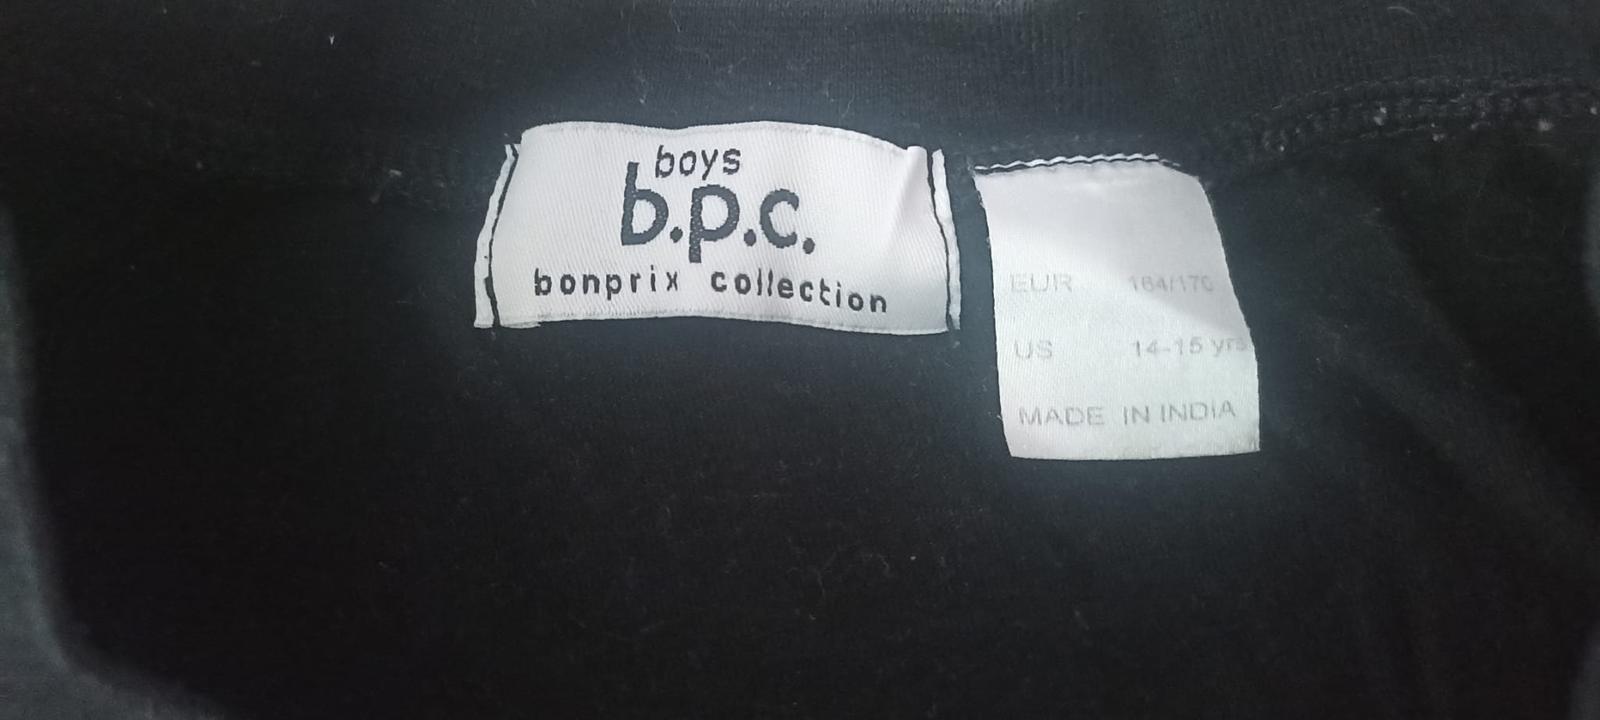 boys
b.p.c.
bonprix collection
EUR 164/170
US 14-15 yrs
MADE IN INDIA